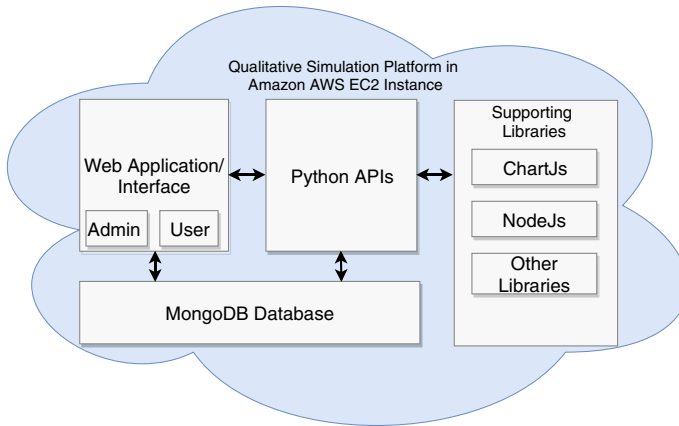 Qualitative Simulation Platform in
Amazon AWS EC2 Instance
Web Application/
Interface
Admin
User
Python APIs
Supporting
Libraries
ChartJs
NodeJs
Other
Libraries
MongoDB Database